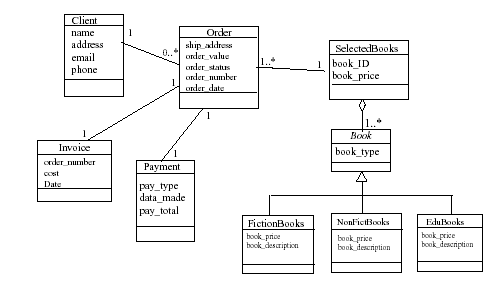 Client
name
address
email
phone
1
0..*
Order
ship_address
order_value
order_status
order_number
order_date
1..*
1
SelectedBooks
book_ID
book_price
1..*
Book
book_type
1
1
Invoice
order_number
cost
Date
1
1
Payment
pay_type
data_made
pay_total
FictionBooks
book_price
book_description
NonFictBooks
book_price
book_description
EduBooks
book_price
book_description